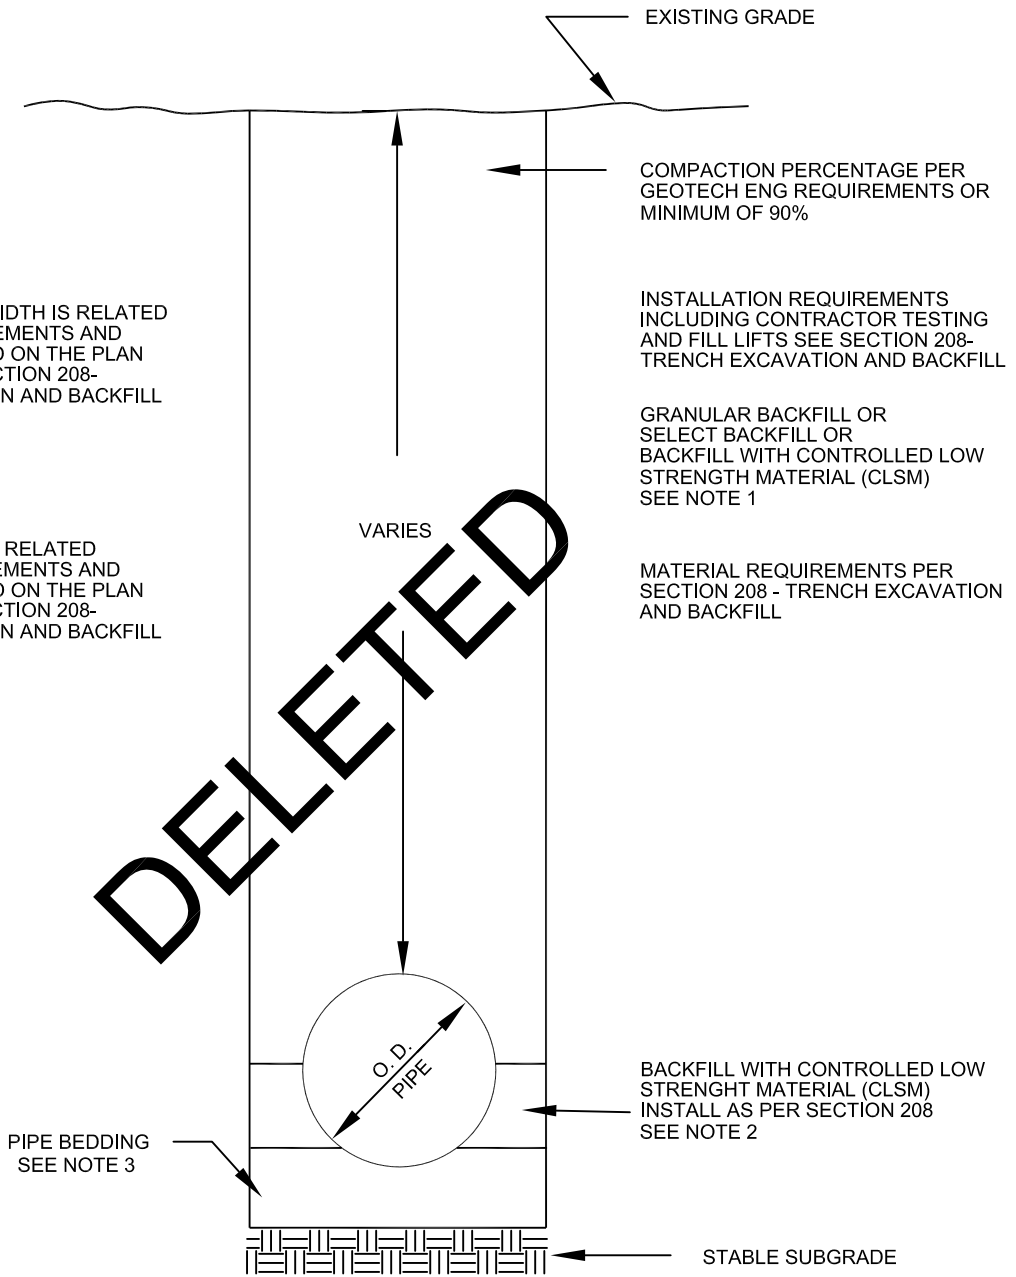 EXISTING GRADE
COMPACTION PERCENTAGE PER
GEOTECH ENG REQUIREMENTS OR
MINIMUM OF 90%
IDTH IS RELATED
EMENTS AND
ON THE PLAN
CTION 208-
N AND BACKFILL
INSTALLATION REQUIREMENTS
INCLUDING CONTRACTOR TESTING
AND FILL LIFTS SEE SECTION 208-
TRENCH EXCAVATION AND BACKFILL
GRANULAR BACKFILL OR
SELECT BACKFILL OR
BACKFILL WITH CONTROLLED LOW
STRENGTH MATERIAL (CLSM)
SEE NOTE 1
VARIES
RELATED
EMENTS AND
ON THE PLAN
CTION 208-
N AND BACKFILL
MATERIAL REQUIREMENTS PER
SECTION 208 - TRENCH EXCAVATION
AND BACKFILL
DELETED
O. D.
PIPE
BACKFILL WITH CONTROLLED LOW
STRENGHT MATERIAL (CLSM)
INSTALL AS PER SECTION 208
SEE NOTE 2
PIPE BEDDING
SEE NOTE 3
STABLE SUBGRADE